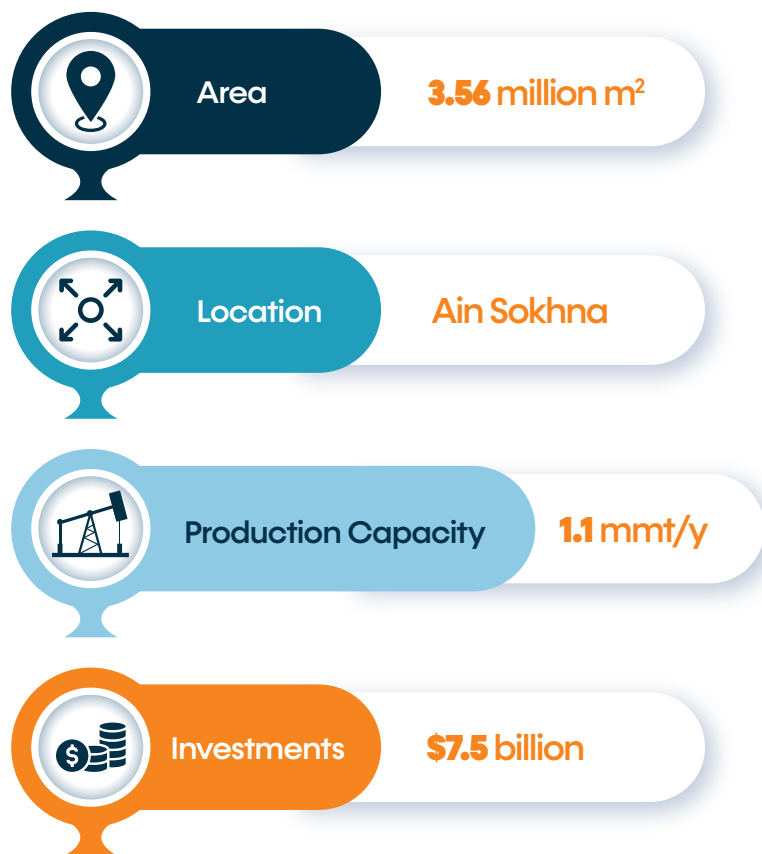 Area
3.56 million m²
Location
Ain Sokhna
Production Capacity
1.1 mmt/y
$
Investments
$7.5 billion